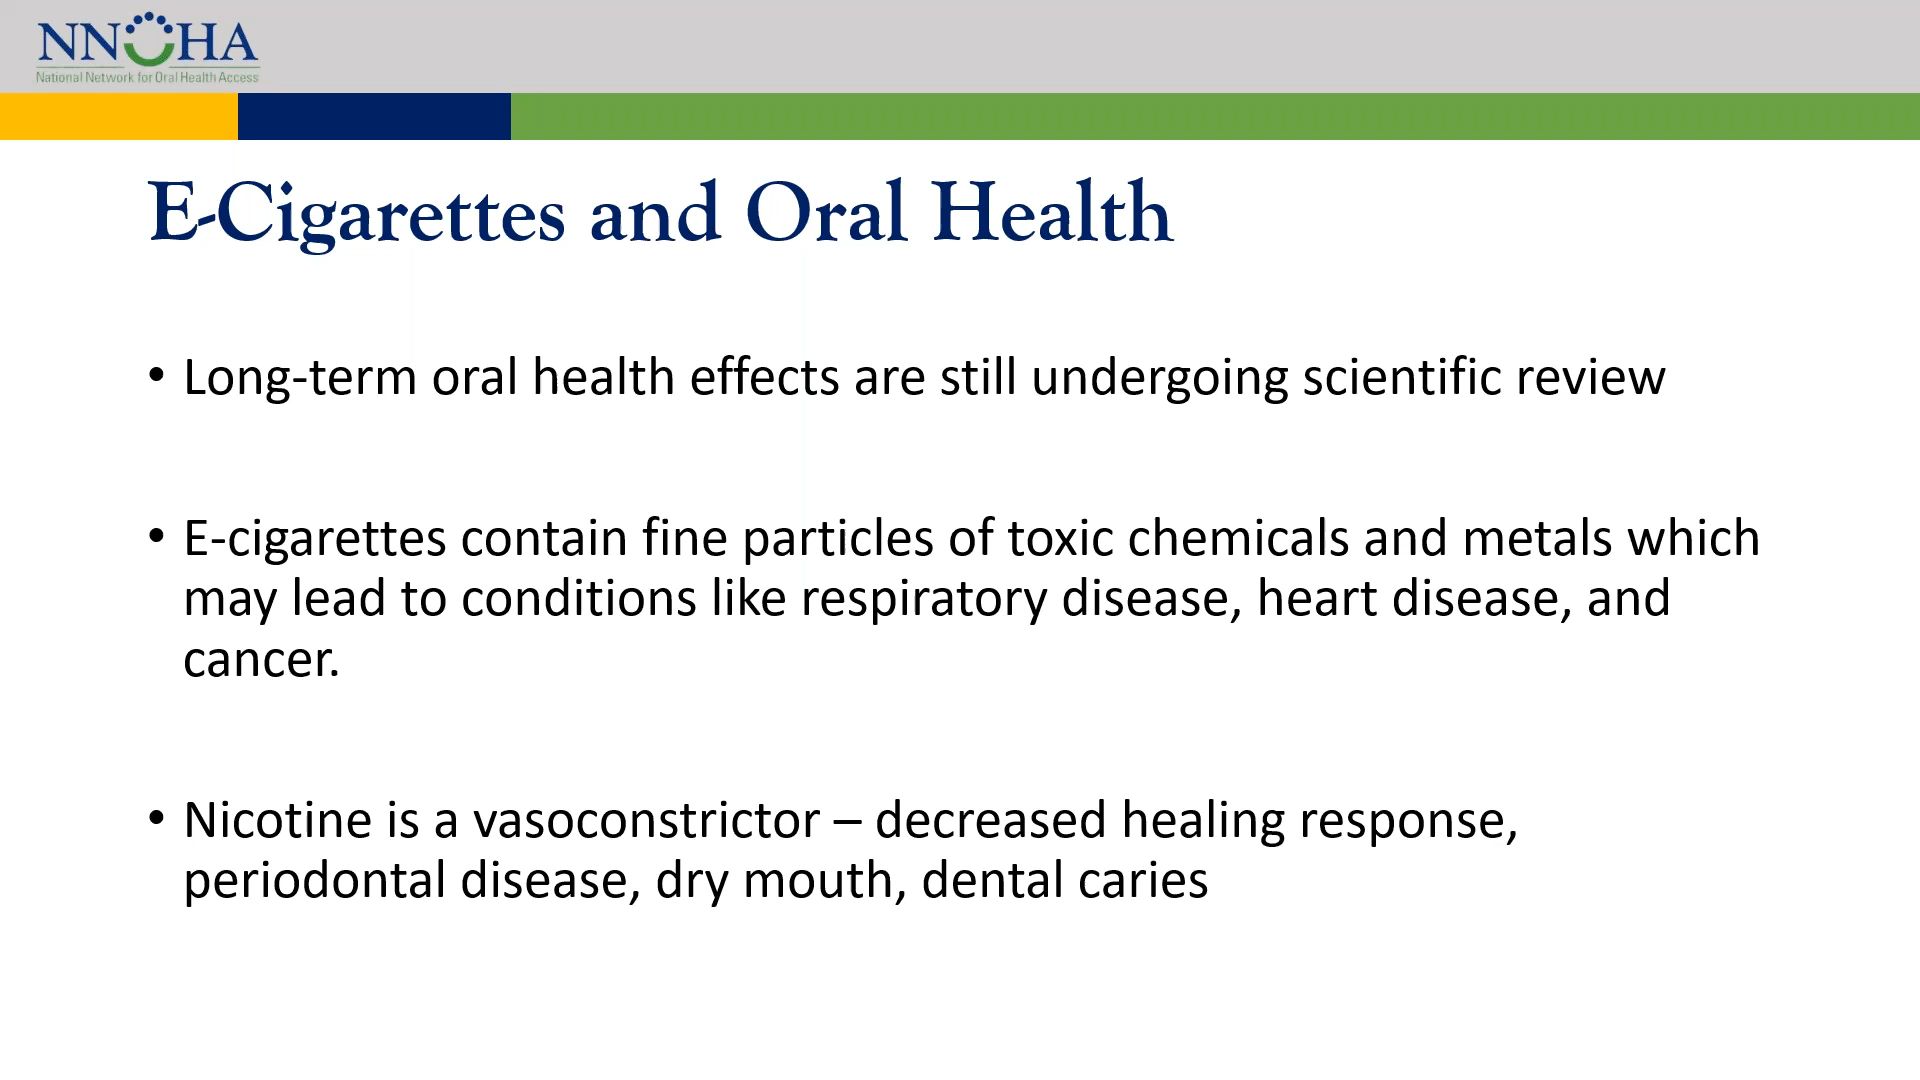 NNOHA
National Network for Oral Health Access
E-Cigarettes and Oral Health
• Long-term oral health effects are still undergoing scientific review
• E-cigarettes contain fine particles of toxic chemicals and metals which
may lead to conditions like respiratory disease, heart disease, and
cancer.
• Nicotine is a vasoconstrictor – decreased healing response,
periodontal disease, dry mouth, dental caries